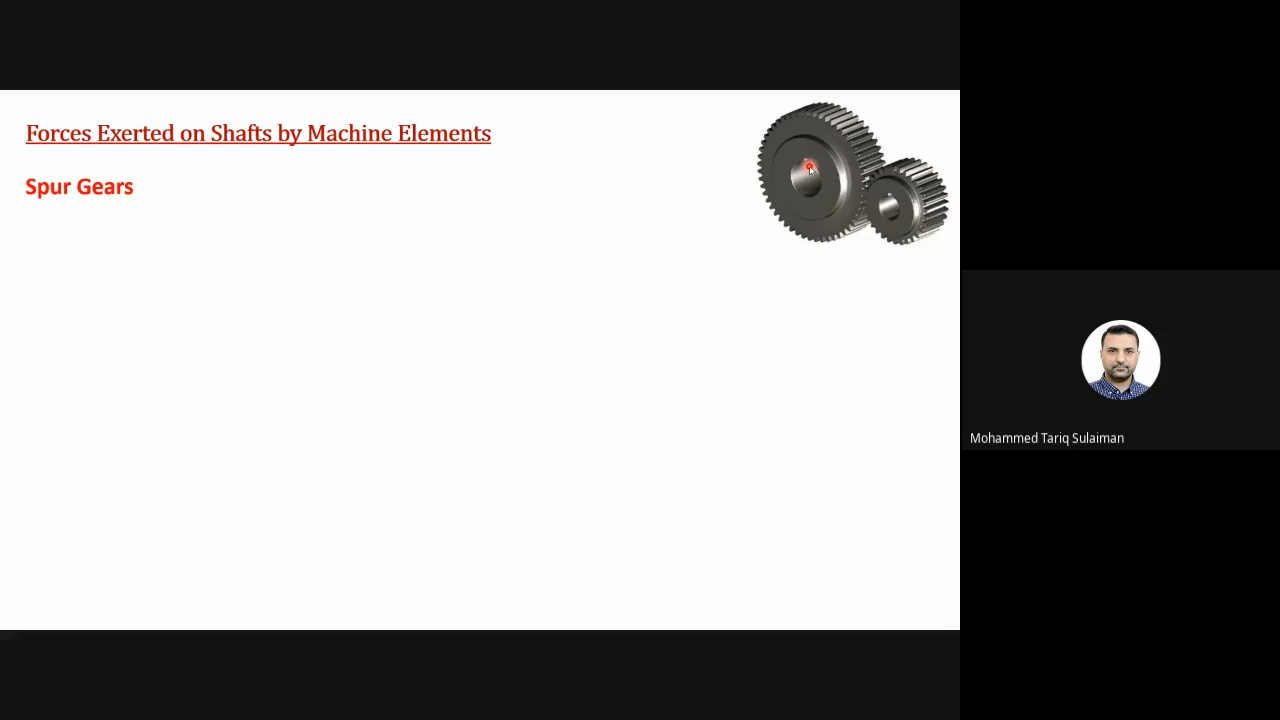 Forces Exerted on Shafts by Machine Elements
Spur Gears
Mohammed Tariq Sulaiman